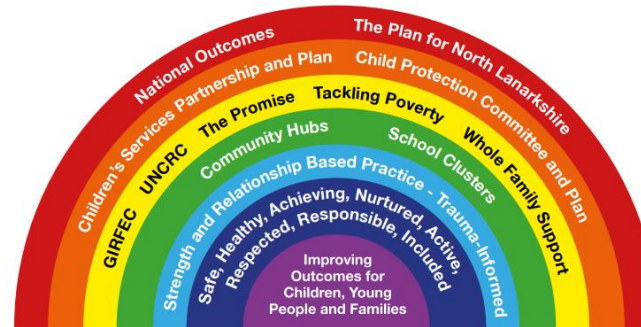 National Outcomes
The Plan for North Lanarkshire
Children's Services Partnership and Plan
Child Protection Committee and Plan
GIRFEC
UNCRC
The Promise
Tackling Poverty
Whole Family Support
Community Hubs
School Clusters
Strength and Relationship Based Practice - Trauma-Informed
Safe, Healthy, Achieving, Nurtured, Active,
Respected, Responsible, Included
Improving
Outcomes for
Children, Young
People and Families